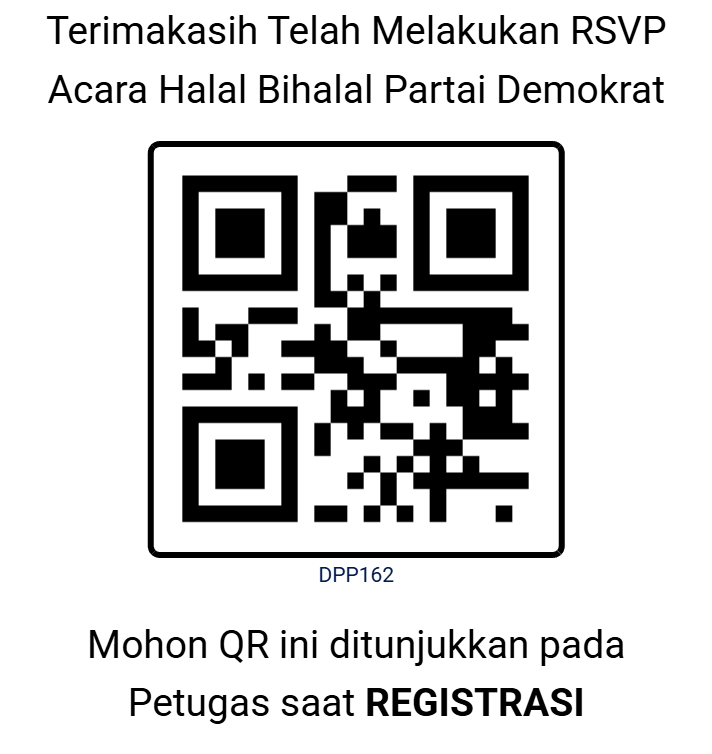 Terimakasih Telah Melakukan RSVP
Acara Halal Bihalal Partai Demokrat
DPP162
Mohon QR ini ditunjukkan pada
Petugas saat REGISTRASI